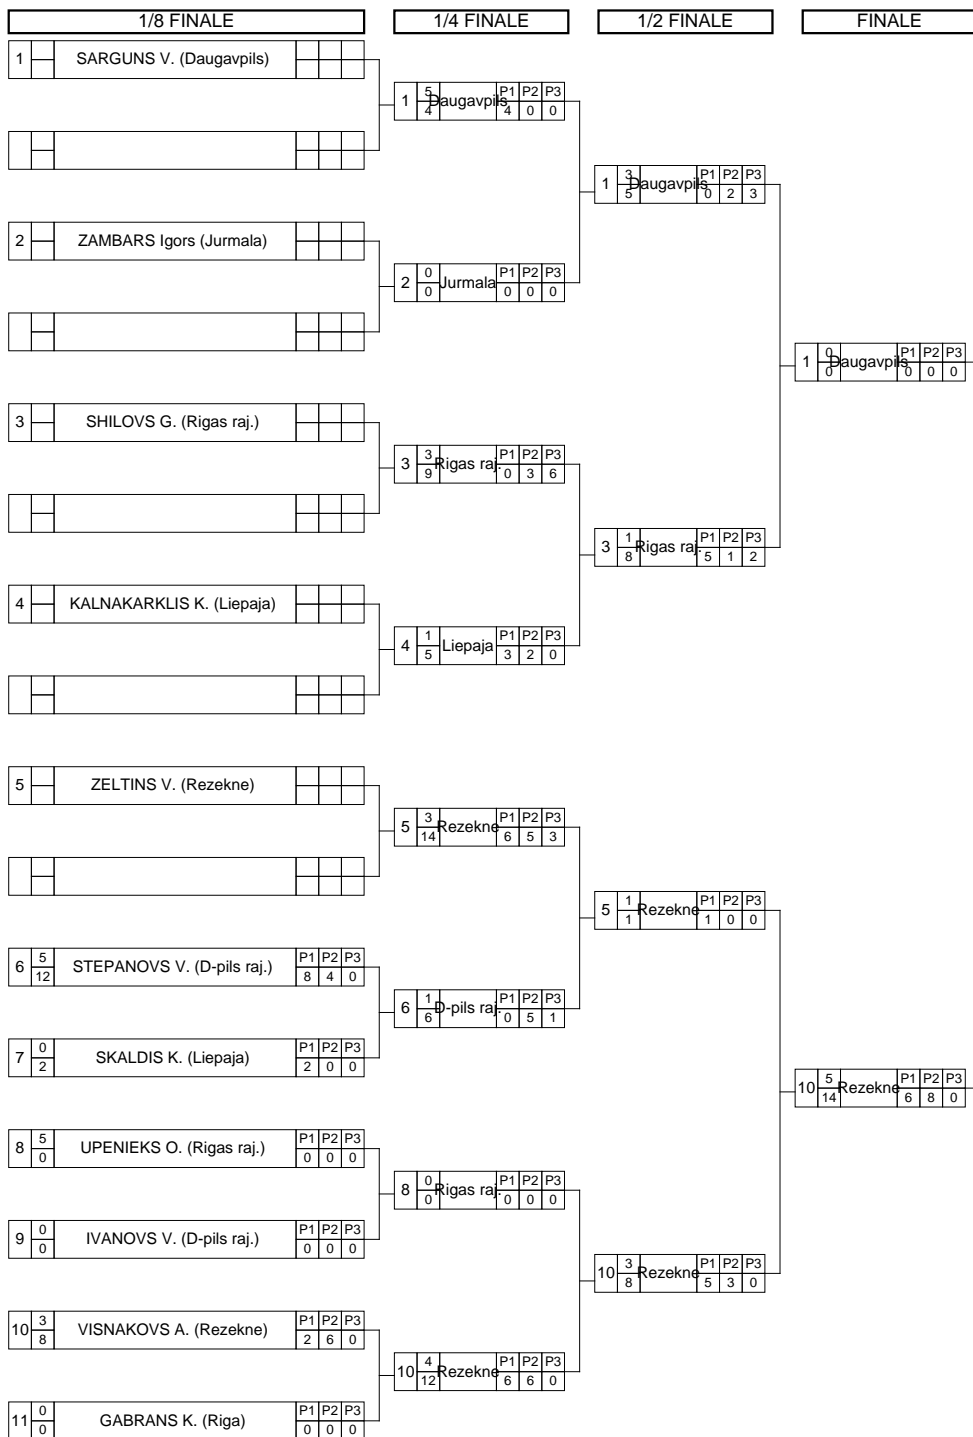 1/8 FINALE 1/4 FINALE 1/2 FINALE FINALE
1 SARGUNS V. (Daugavpils)
1 5 4 Daugavpils P1 P2 P3 4 0 0
1 3 5 Daugavpils P1 P2 P3 0 2 3
2 ZAMBARS Igors (Jurmala)
2 0 0 Jurmala P1 P2 P3 0 0 0
1 0 0 Daugavpils P1 P2 P3 0 0 0
3 SHILOVS G. (Rigas raj.)
3 3 9 Rigas raj. P1 P2 P3 0 3 6
3 1 8 Rigas raj. P1 P2 P3 5 1 2
4 KALNAKARKLIS K. (Liepaja)
4 1 5 Liepaja P1 P2 P3 3 2 0
5 ZELTINS V. (Rezekne)
5 3 14 Rezekne P1 P2 P3 6 5 3
5 1 1 Rezekne P1 P2 P3 1 0 0
6 5 12 STEPANOVS V. (D-pils raj.) P1 P2 P3 8 4 0
6 1 6 D-pils raj. P1 P2 P3 0 5 1
7 0 2 SKALDIS K. (Liepaja) P1 P2 P3 2 0 0
10 5 14 Rezekne P1 P2 P3 6 8 0
8 5 0 UPENIEKS O. (Rigas raj.) P1 P2 P3 0 0 0
8 0 0 Rigas raj. P1 P2 P3 0 0 0
9 0 0 IVANOVS V. (D-pils raj.) P1 P2 P3 0 0 0
10 3 8 Rezekne P1 P2 P3 5 3 0
10 3 8 VISNAKOVS A. (Rezekne) P1 P2 P3 2 6 0
10 4 12 Rezekne P1 P2 P3 6 6 0
11 0 0 GABRANS K. (Riga) P1 P2 P3 0 0 0